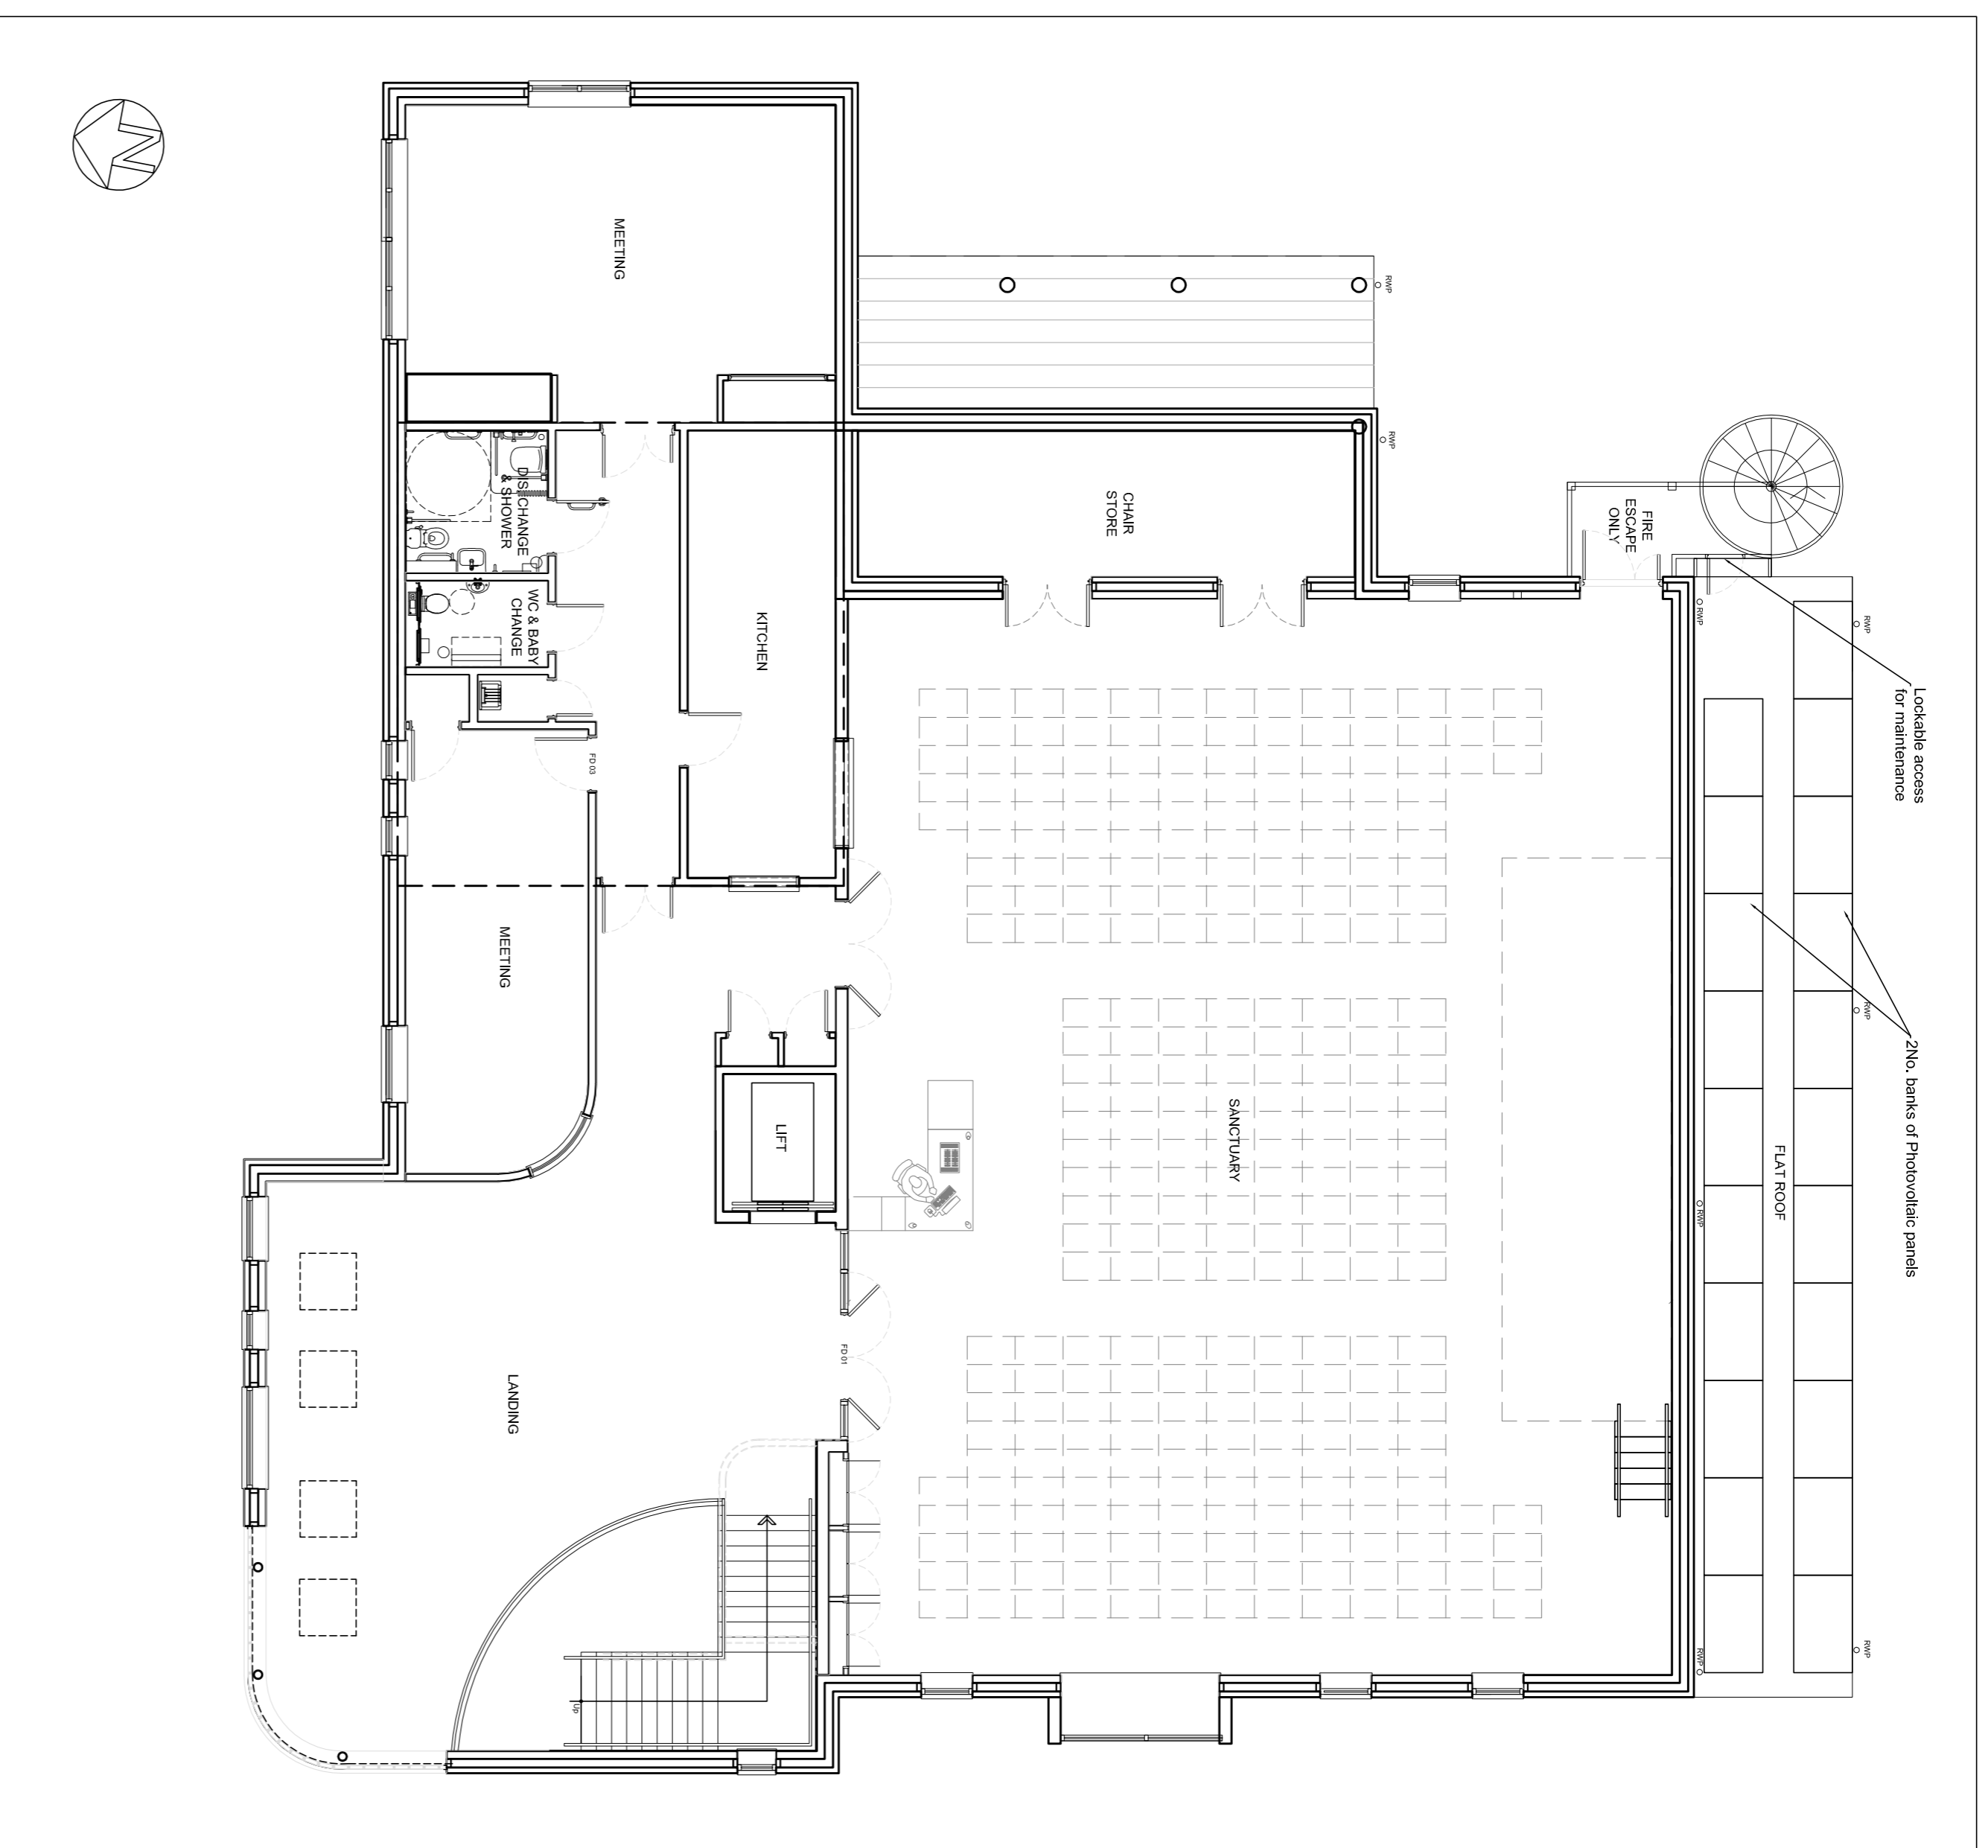 N
MEETING
RWP
RWP
CHAIR
STORE
FIRE
ESCAPE
ONLY
DIS. CHANGE
& SHOWER
WC & BABY
CHANGE
KITCHEN
FD 03
RWP
RWP
Lockable access
for maintenance
MEETING
LIFT
SANCTUARY
FLAT ROOF
RWP
RWP
2No. banks of Photovoltaic panels
LANDING
FD 01
Up
RWP
RWP